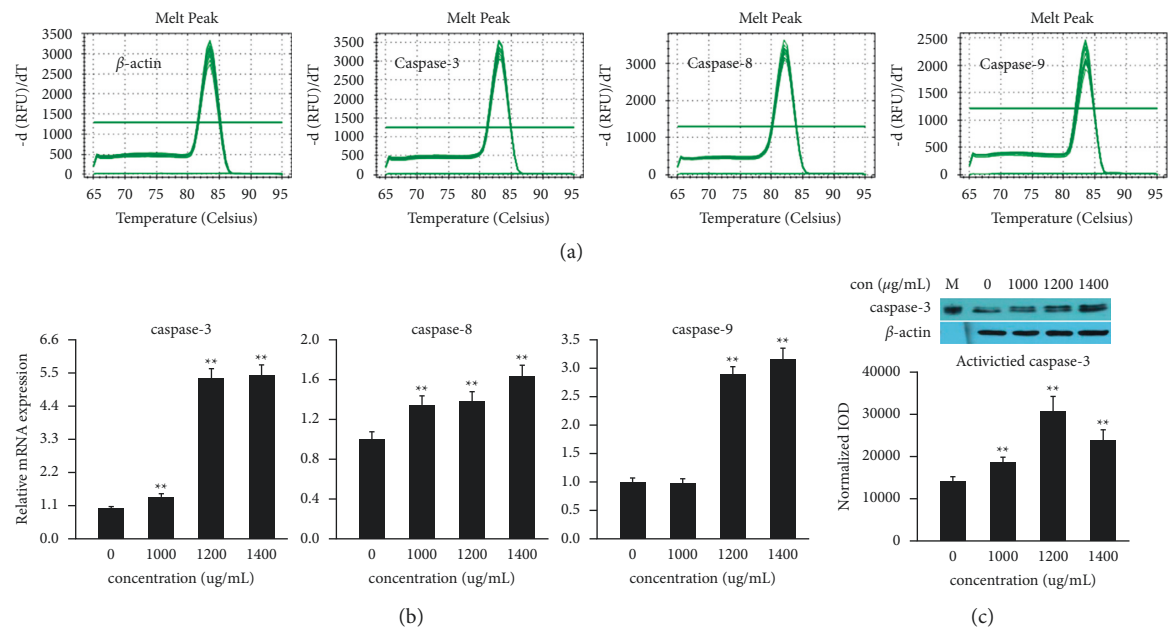 Melt Peak
3500
3000
2500
2000
1500
1000
500
0
β-actin
-d (RFU)/dT
65 70 75 80 85 90 95
Temperature (Celsius)
Melt Peak
3500
3000
2500
2000
1500
1000
500
0
Caspase-3
-d (RFU)/dT
65 70 75 80 85 90 95
Temperature (Celsius)
Melt Peak
3000
2000
1000
0
Caspase-8
-d (RFU)/dT
65 70 75 80 85 90 95
Temperature (Celsius)
Melt Peak
2500
2000
1500
1000
500
0
Caspase-9
-d (RFU)/dT
65 70 75 80 85 90 95
Temperature (Celsius)
(a)
caspase-3
Relative mRNA expression
6.6
5.5
4.4
3.3
2.2
1.1
0.0
** ** **
0 1000 1200 1400
concentration (ug/mL)
caspase-8
2.0
1.6
1.2
0.8
0.4
0.0
** ** **
0 1000 1200 1400
concentration (ug/mL)
caspase-9
3.5
3.0
2.5
2.0
1.5
1.0
0.5
0.0
** **
0 1000 1200 1400
concentration (ug/mL)
(b)
con (μg/mL) M 0 1000 1200 1400
caspase-3
β-actin
Activictied caspase-3
Normalized IOD
40000
30000
20000
10000
0
** ** **
0 1000 1200 1400
concentration (ug/mL)
(c)